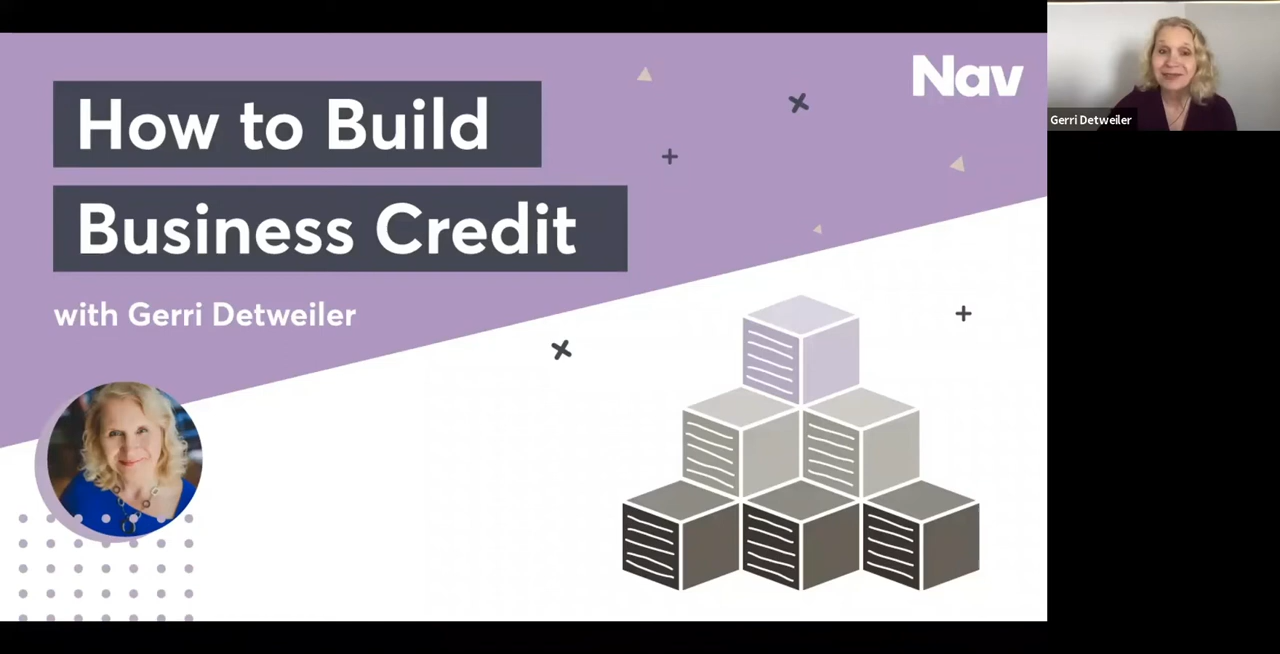 How to Build
Business Credit
with Gerri Detweiler
Nav
Gerri Detweiler